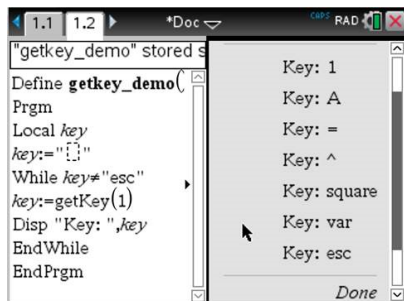 1.1 1.2 *Doc CAPS RAD
"getkey_demo" stored s
Define getkey_demo(
Prgm
Local key
key:=" "
While key≠"esc"
key:=getKey(1)
Disp "Key: ",key
EndWhile
EndPrgm
Key: 1
Key: A
Key: =
Key: ^
Key: square
Key: var
Key: esc
Done